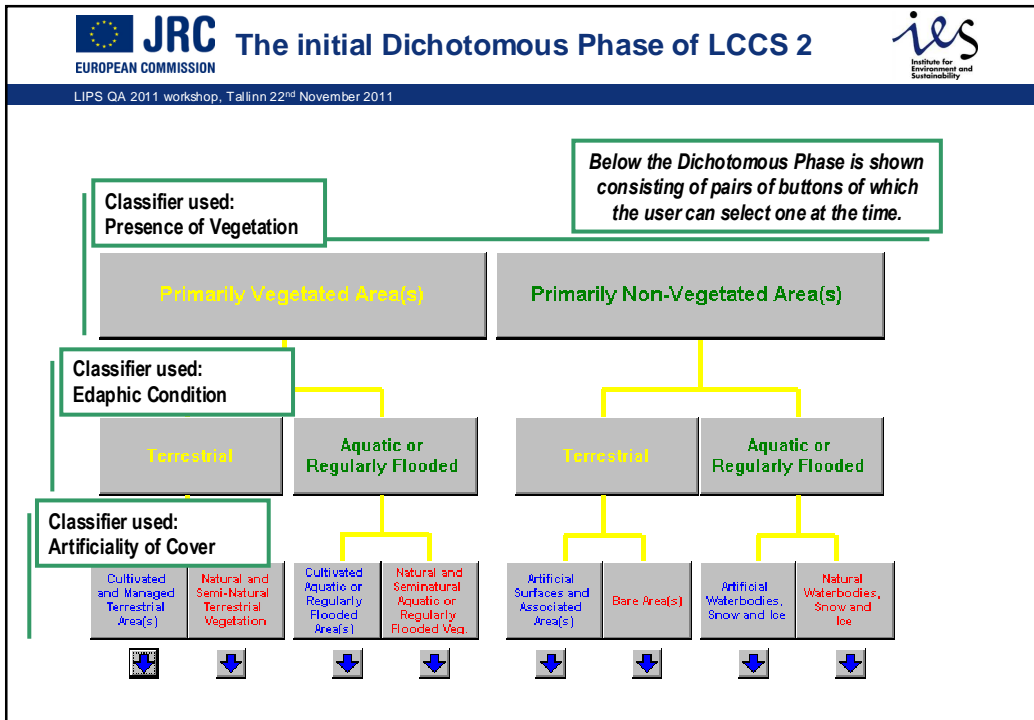 JRC
EUROPEAN COMMISSION
The initial Dichotomous Phase of LCCS 2
ies
Institute for
Environment and
Sustainability
LIPS QA 2011 workshop, Tallinn 22nd November 2011
Below the Dichotomous Phase is shown
consisting of pairs of buttons of which
the user can select one at the time.
Classifier used:
Presence of Vegetation
Primarily Vegetated Area(s)
Primarily Non-Vegetated Area(s)
Classifier used:
Edaphic Condition
Terrestrial
Aquatic or
Regularly Flooded
Terrestrial
Aquatic or
Regularly Flooded
Classifier used:
Artificiality of Cover
Cultivated
and Managed
Terrestrial
Area(s)
Natural and
Semi-Natural
Terrestrial
Vegetation
Cultivated
Aquatic or
Regularly
Flooded
Area(s)
Natural and
Seminatural
Aquatic or
Regularly
Flooded Veg.
Artificial
Surfaces and
Associated
Area(s)
Bare Area(s)
Artificial
Waterbodies,
Snow and Ice
Natural
Waterbodies,
Snow and
Ice